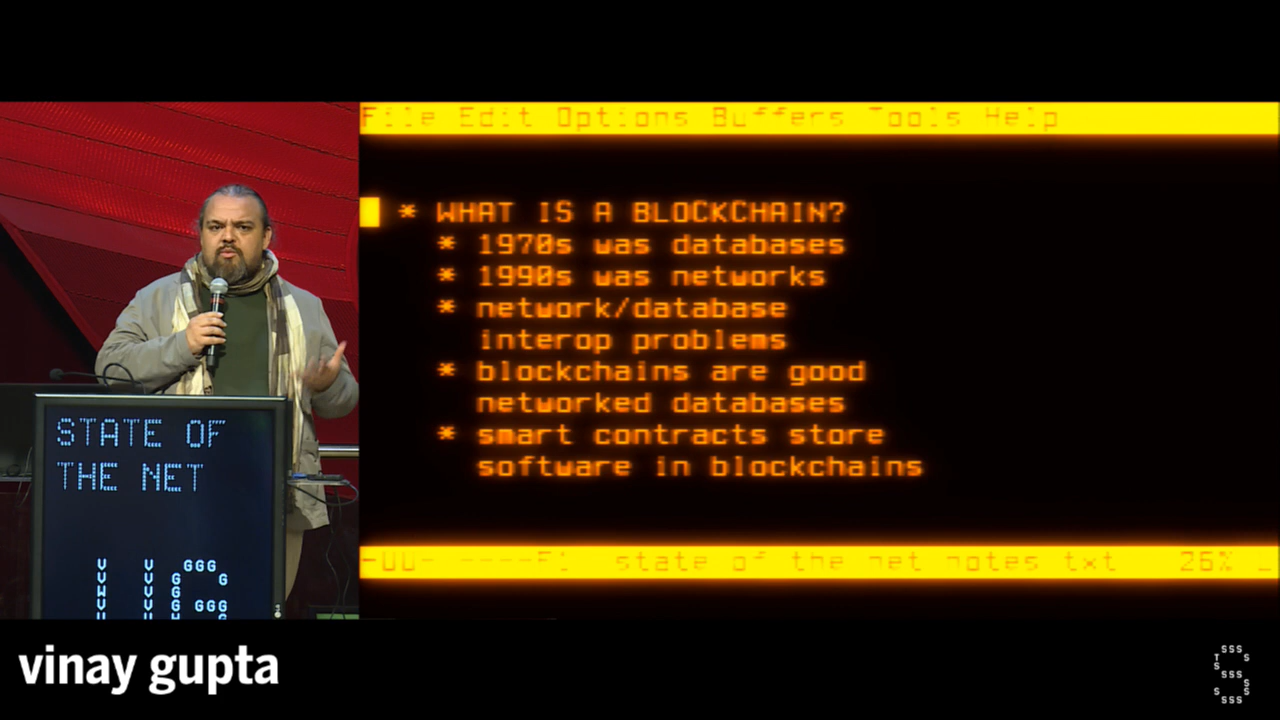 File Edit Options Buffers Tools Help
* WHAT IS A BLOCKCHAIN?
* 1970s was databases
* 1990s was networks
* network/database
interop problems
* blockchains are good
networked databases
* smart contracts store
software in blockchains
-UU- ----F1 state of the net notes txt 26%
STATE OF
THE NET
vinay gupta